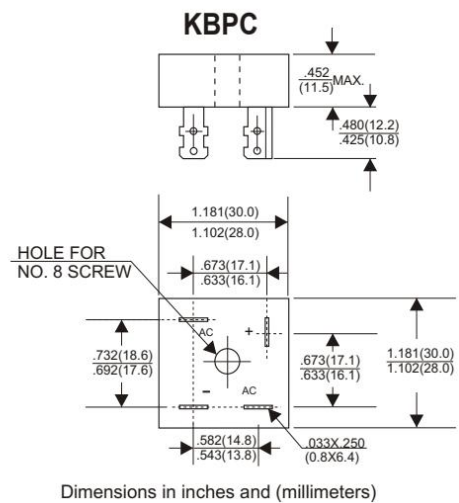 KBPC
.452
(11.5)
MAX.
.480(12.2)
.425(10.8)
1.181(30.0)
1.102(28.0)
HOLE FOR
NO. 8 SCREW
.673(17.1)
.633(16.1)
AC
+
.732(18.6)
.692(17.6)
.673(17.1)
.633(16.1)
1.181(30.0)
1.102(28.0)
- AC
.582(14.8)
.543(13.8)
.033X.250
(0.8X6.4)
Dimensions in inches and (millimeters)